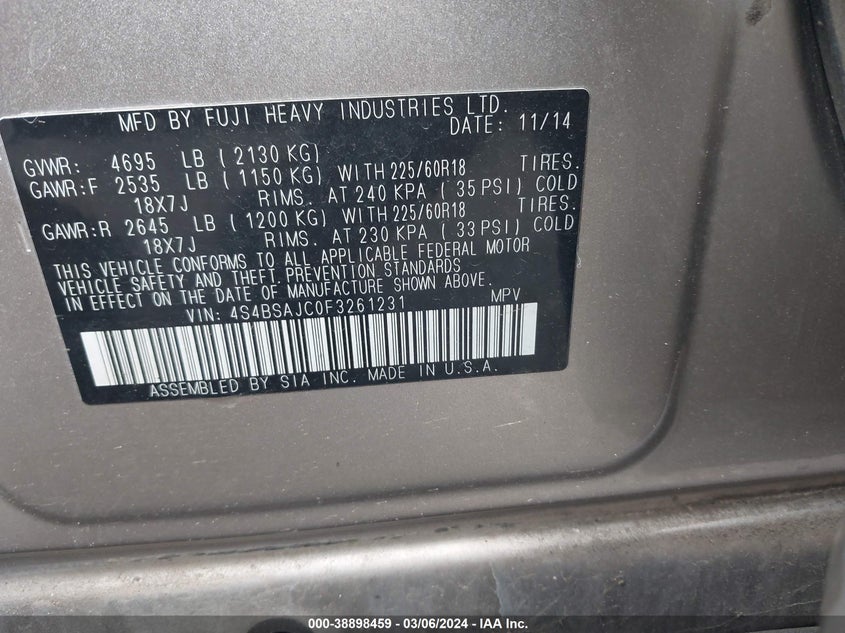 MFD BY FUJI HEAVY INDUSTRIES LTD.
DATE: 11/14
GVWR: 4695 LB ( 2130 KG)
GAWR:F 2535 LB ( 1150 KG) WITH 225/60R18 TIRES.
18X7J RIMS. AT 240 KPA ( 35 PSI) COLD
GAWR:R 2645 LB ( 1200 KG) WITH 225/60R18 TIRES.
18X7J RIMS. AT 230 KPA ( 33 PSI) COLD
THIS VEHICLE CONFORMS TO ALL APPLICABLE FEDERAL MOTOR
VEHICLE SAFETY AND THEFT PREVENTION STANDARDS
IN EFFECT ON THE DATE OF MANUFACTURE SHOWN ABOVE.
VIN: 4S4BSAJC0F3261231 MPV
ASSEMBLED BY SIA INC. MADE IN U.S.A.
000-38898459 - 03/06/2024 - IAA Inc.